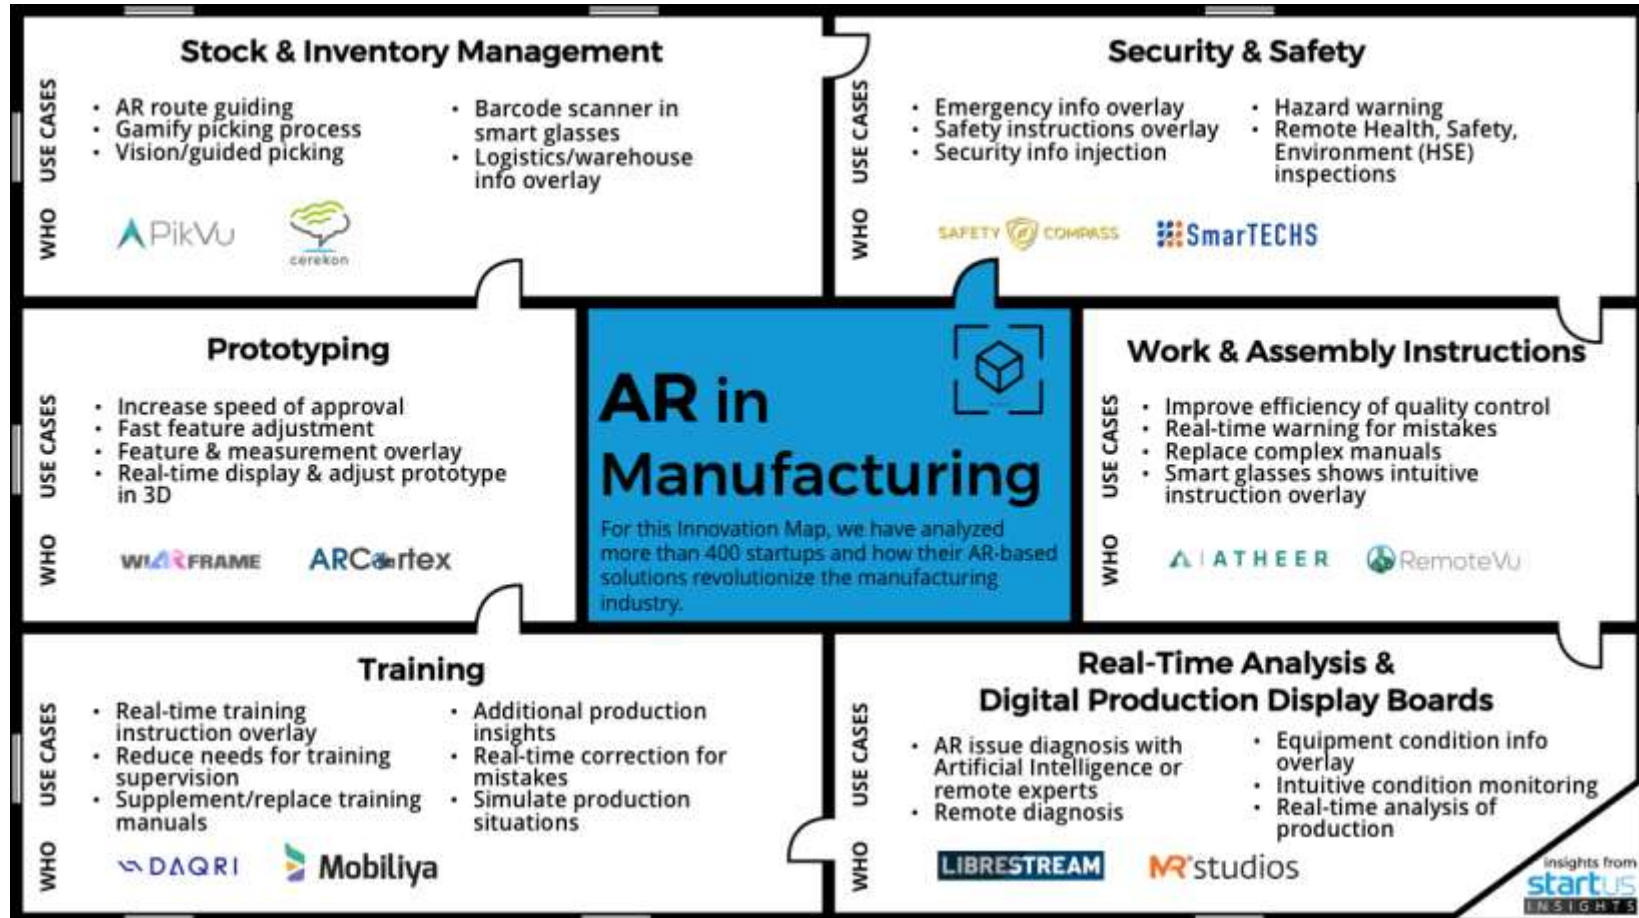 Stock & Inventory Management
USE CASES
• AR route guiding
• Gamify picking process
• Vision/guided picking
• Barcode scanner in
smart glasses
• Logistics/warehouse
info overlay
WHO
PikVu
cerekon
Security & Safety
USE CASES
• Emergency info overlay
• Safety instructions overlay
• Security info injection
• Hazard warning
• Remote Health, Safety,
Environment (HSE)
inspections
WHO
SAFETY COMPASS
SmarTECHS
Prototyping
USE CASES
• Increase speed of approval
• Fast feature adjustment
• Feature & measurement overlay
• Real-time display & adjust prototype
in 3D
WHO
WIARFRAME
ARCortex
AR in
Manufacturing
For this Innovation Map, we have analyzed
more than 400 startups and how their AR-based
solutions revolutionize the manufacturing
industry.
Work & Assembly Instructions
USE CASES
• Improve efficiency of quality control
• Real-time warning for mistakes
• Replace complex manuals
• Smart glasses shows intuitive
instruction overlay
WHO
ATHEER
RemoteVu
Training
USE CASES
• Real-time training
instruction overlay
• Reduce needs for training
supervision
• Supplement/replace training
manuals
• Additional production
insights
• Real-time correction for
mistakes
• Simulate production
situations
WHO
DAQRI
Mobiliya
Real-Time Analysis &
Digital Production Display Boards
USE CASES
• AR issue diagnosis with
Artificial Intelligence or
remote experts
• Remote diagnosis
• Equipment condition info
overlay
• Intuitive condition monitoring
• Real-time analysis of
production
WHO
LIBRESTREAM
MR studios
insights from
startus
INSIGHTS